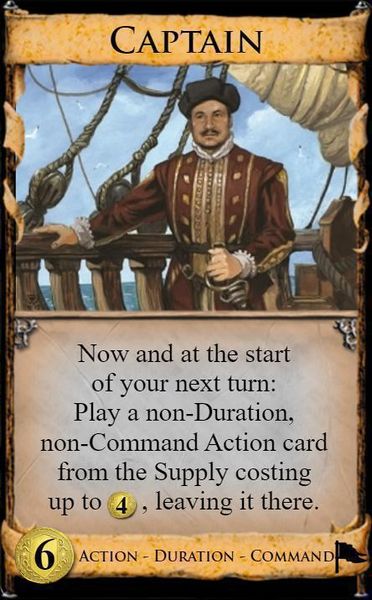 CAPTAIN
Now and at the start
of your next turn:
Play a non-Duration,
non-Command Action card
from the Supply costing
up to 4, leaving it there.
6 ACTION - DURATION - COMMAND